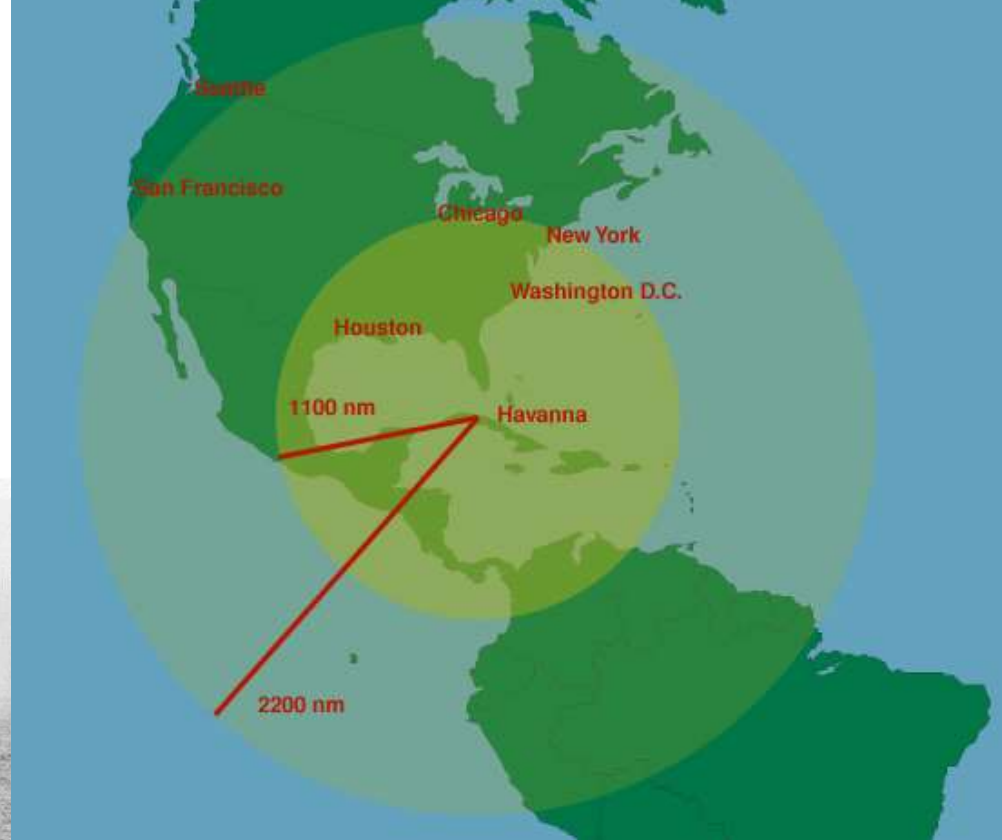 Seattle
San Francisco
Chicago
New York
Washington D.C.
Houston
1100 nm
Havanna
2200 nm